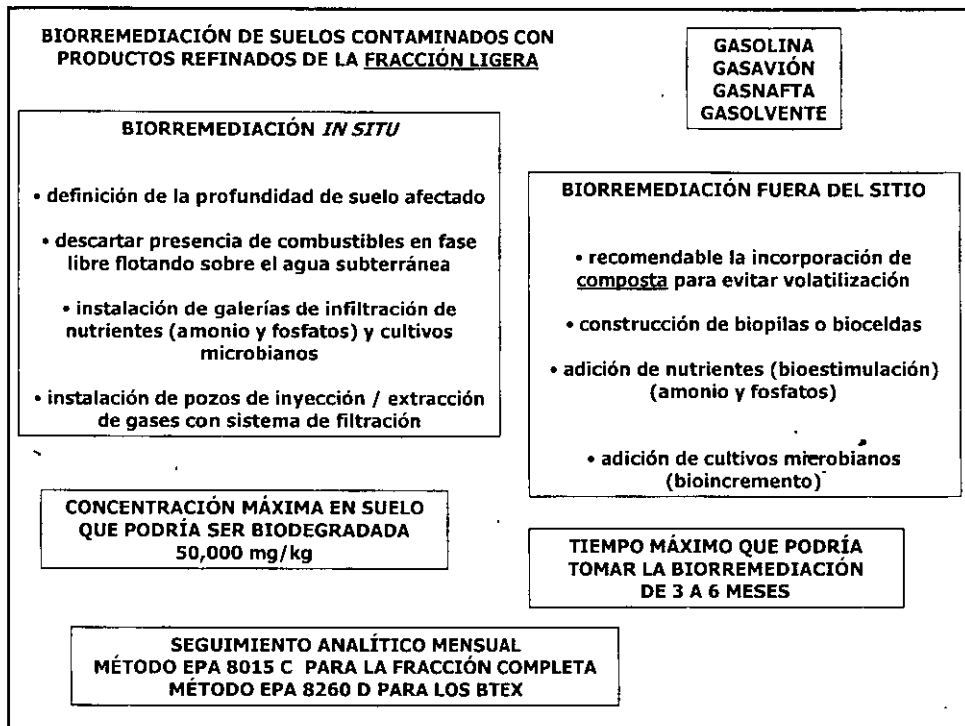 BIORREMEDIACIÓN DE SUELOS CONTAMINADOS CON
PRODUCTOS REFINADOS DE LA FRACCIÓN LIGERA
GASOLINA
GASAVIÓN
GASNAFTA
GASOLVENTE
BIORREMEDIACIÓN IN SITU
• definición de la profundidad de suelo afectado
• descartar presencia de combustibles en fase
libre flotando sobre el agua subterránea
• instalación de galerías de infiltración de
nutrientes (amonio y fosfatos) y cultivos
microbianos
• instalación de pozos de inyección / extracción
de gases con sistema de filtración
BIORREMEDIACIÓN FUERA DEL SITIO
• recomendable la incorporación de
composta para evitar volatilización
• construcción de biopilas o bioceldas
• adición de nutrientes (bioestimulación)
(amonio y fosfatos)
• adición de cultivos microbianos
(bioincremento)
CONCENTRACIÓN MÁXIMA EN SUELO
QUE PODRÍA SER BIODEGRADADA
50,000 mg/kg
TIEMPO MÁXIMO QUE PODRÍA
TOMAR LA BIORREMEDIACIÓN
DE 3 A 6 MESES
SEGUIMIENTO ANALÍTICO MENSUAL
MÉTODO EPA 8015 C PARA LA FRACCIÓN COMPLETA
MÉTODO EPA 8260 D PARA LOS BTEX